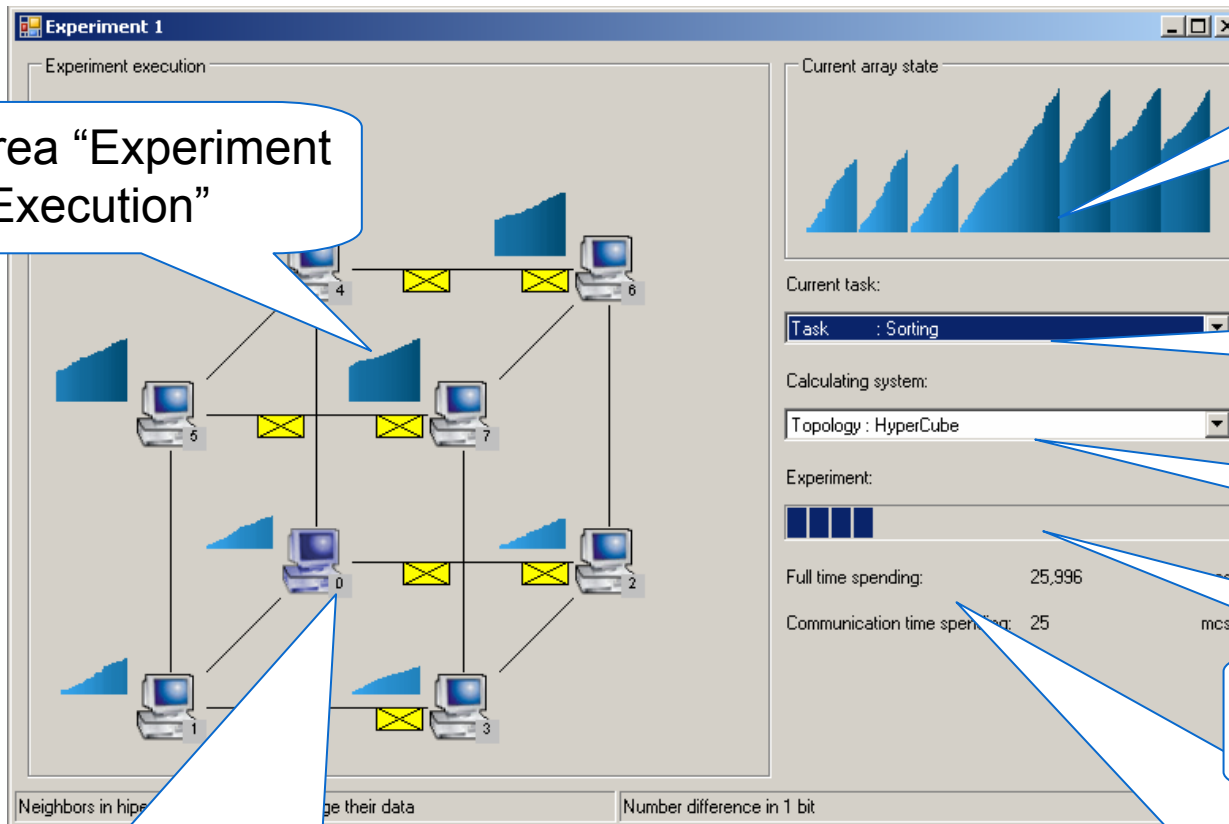 Experiment 1
Experiment execution
Current array state
rea “Experiment
Execution”
4
6
Current task:
Task : Sorting
5
7
Calculating system:
Topology : HyperCube
Experiment:
0
2
Full time spending: 25,996
Communication time spending: 25 mcs
1
3
Neighbors in hipe ge their data
Number difference in 1 bit